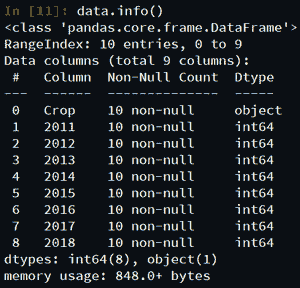 In [11]: data.info()
<class 'pandas.core.frame.DataFrame'>
RangeIndex: 10 entries, 0 to 9
Data columns (total 9 columns):
 #   Column  Non-Null Count  Dtype
---  ------  --------------  -----
 0   Crop    10 non-null     object
 1   2011    10 non-null     int64
 2   2012    10 non-null     int64
 3   2013    10 non-null     int64
 4   2014    10 non-null     int64
 5   2015    10 non-null     int64
 6   2016    10 non-null     int64
 7   2017    10 non-null     int64
 8   2018    10 non-null     int64
dtypes: int64(8), object(1)
memory usage: 848.0+ bytes